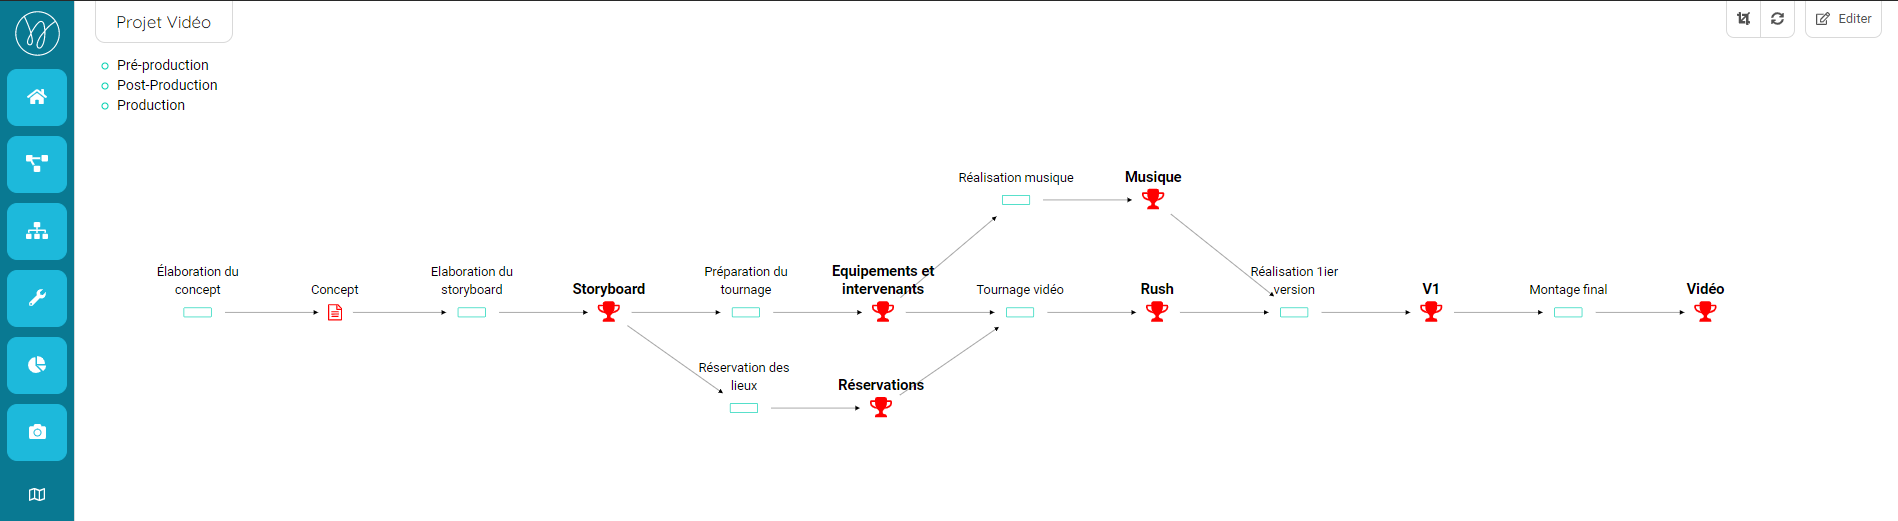 Projet Vidéo
Editer
Pré-production
Post-Production
Production
Réalisation musique
Musique
Élaboration du
concept
Concept
Elaboration du
storyboard
Storyboard
Préparation du
tournage
Equipements et
intervenants
Tournage vidéo
Rush
Réalisation 1ier
version
V1
Montage final
Vidéo
Réservation des
lieux
Réservations